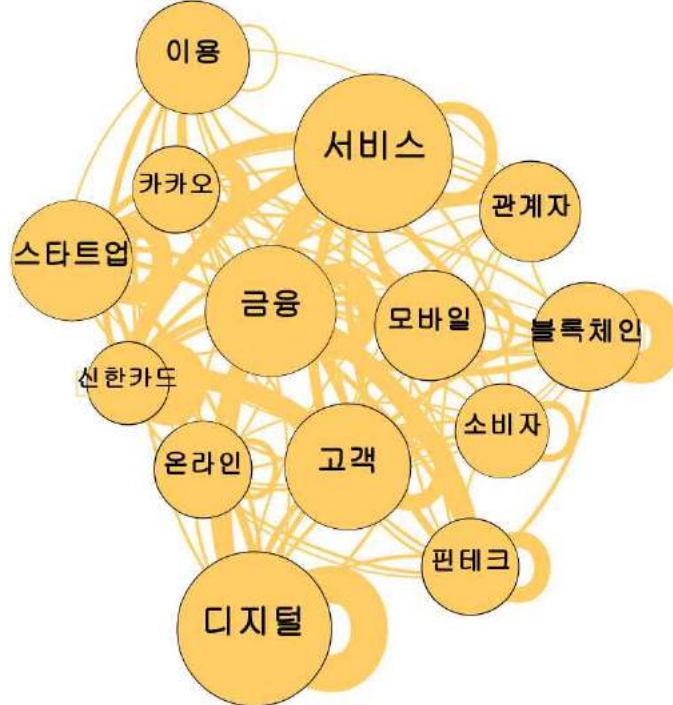 이용
서비스
카카오
관계자
스타트업
금융
모바일
블록체인
신한카드
소비자
온라인
고객
핀테크
디지털